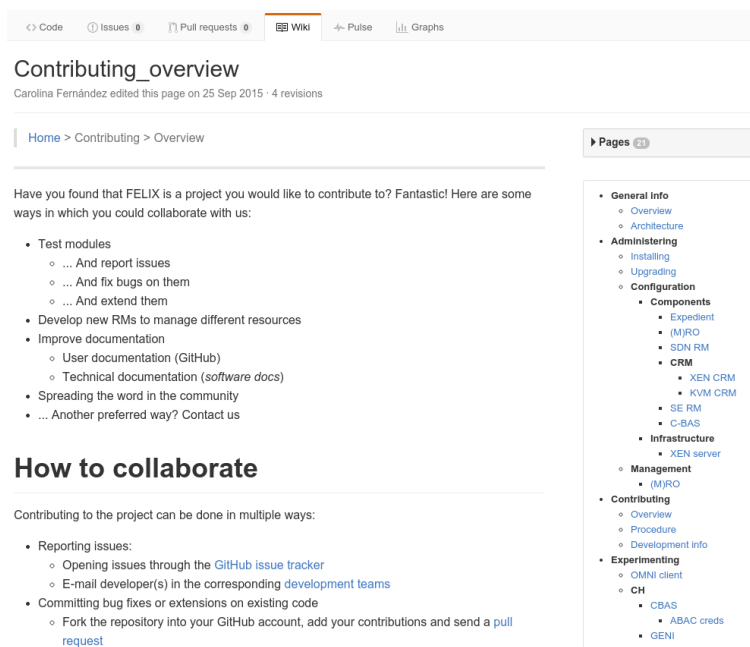 Code Issues 0 Pull requests 0 Wiki Pulse Graphs
Contributing_overview
Carolina Fernández edited this page on 25 Sep 2015 · 4 revisions
Home > Contributing > Overview
Have you found that FELIX is a project you would like to contribute to? Fantastic! Here are some
ways in which you could collaborate with us:
Test modules
... And report issues
... And fix bugs on them
... And extend them
Develop new RMs to manage different resources
Improve documentation
User documentation (GitHub)
Technical documentation (software docs)
Spreading the word in the community
... Another preferred way? Contact us
How to collaborate
Contributing to the project can be done in multiple ways:
Reporting issues:
Opening issues through the GitHub issue tracker
E-mail developer(s) in the corresponding development teams
Committing bug fixes or extensions on existing code
Fork the repository into your GitHub account, add your contributions and send a pull
request
Pages 21
General info
Overview
Architecture
Administering
Installing
Upgrading
Configuration
Components
Expedient
(M)RO
SDN RM
CRM
XEN CRM
KVM CRM
SE RM
C-BAS
Infrastructure
XEN server
Management
(M)RO
Contributing
Overview
Procedure
Development info
Experimenting
OMNI client
CH
CBAS
ABAC creds
GENI